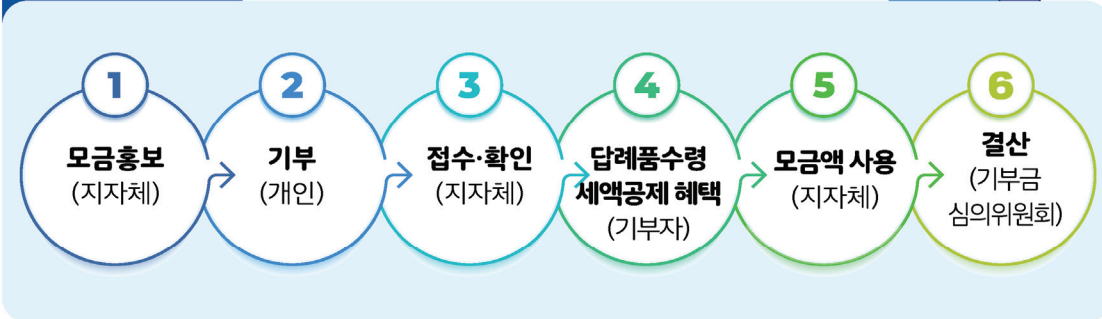 1
모금홍보
(지자체)
2
기부
(개인)
3
접수·확인
(지자체)
4
답례품수령
세액공제 혜택
(기부자)
5
모금액 사용
(지자체)
6
결산
(기부금
심의위원회)